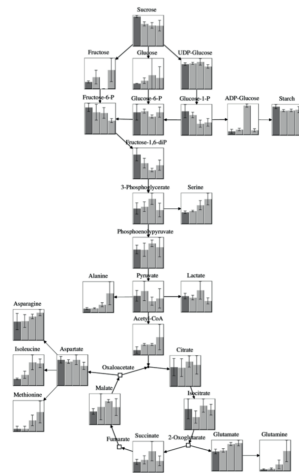 Sucrose
Fructose Glucose UDP-Glucose
Fructose-6-P Glucose-6-P Glucose-1-P ADP-Glucose Starch
Fructose-1,6-diP
3-Phosphoglycerate Serine
Phosphoenolpyruvate
Alanine Pyruvate Lactate
Acetyl-CoA
Asparagine
Isoleucine Aspartate Oxaloacetate Citrate
Methionine Malate Isocitrate
Fumarate Succinate 2-Oxoglutarate Glutamate Glutamine